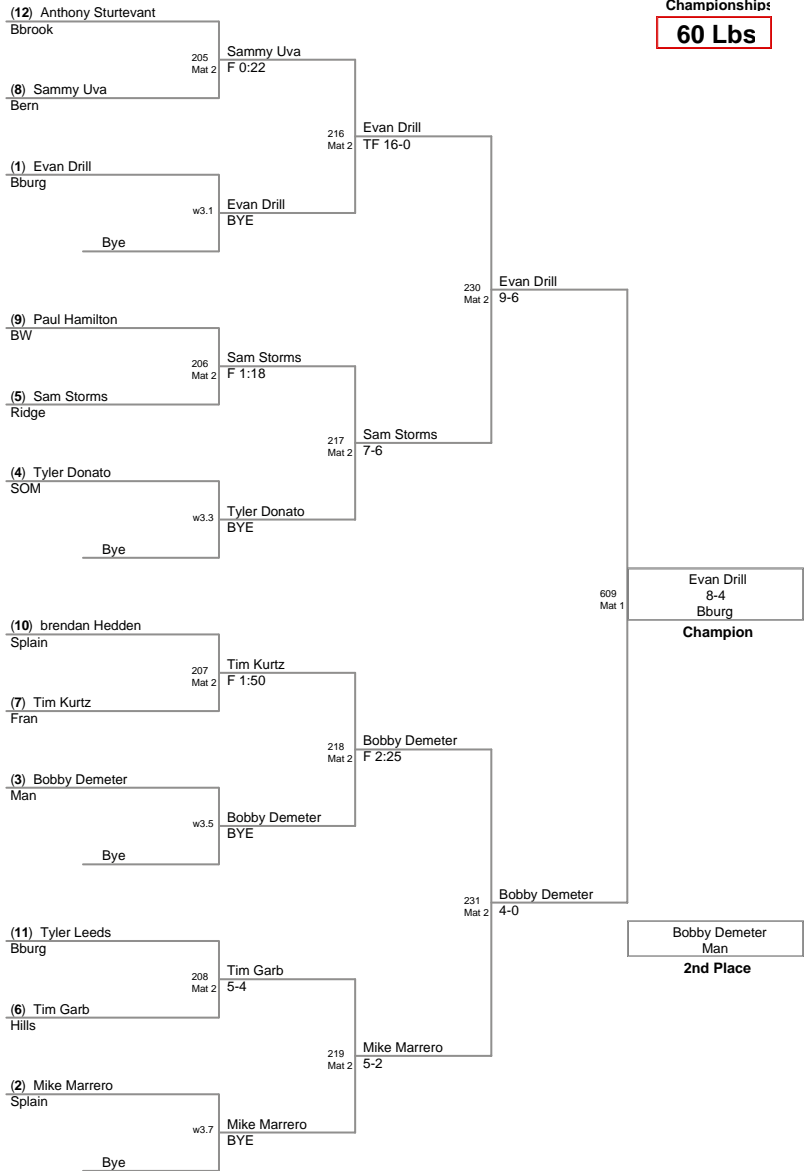 Championships
60 Lbs
(12) Anthony Sturtevant
Bbrook
205
Mat 2
Sammy Uva
F 0:22
(8) Sammy Uva
Bern
216
Mat 2
Evan Drill
TF 16-0
(1) Evan Drill
Bburg
w3.1
Evan Drill
BYE
Bye
230
Mat 2
Evan Drill
9-6
(9) Paul Hamilton
BW
206
Mat 2
Sam Storms
F 1:18
(5) Sam Storms
Ridge
217
Mat 2
Sam Storms
7-6
(4) Tyler Donato
SOM
w3.3
Tyler Donato
BYE
Bye
609
Mat 1
Evan Drill
8-4
Bburg
Champion
(10) brendan Hedden
Splain
207
Mat 2
Tim Kurtz
F 1:50
(7) Tim Kurtz
Fran
218
Mat 2
Bobby Demeter
F 2:25
(3) Bobby Demeter
Man
w3.5
Bobby Demeter
BYE
Bye
231
Mat 2
Bobby Demeter
4-0
Bobby Demeter
Man
2nd Place
(11) Tyler Leeds
Bburg
208
Mat 2
Tim Garb
5-4
(6) Tim Garb
Hills
219
Mat 2
Mike Marrero
5-2
(2) Mike Marrero
Splain
w3.7
Mike Marrero
BYE
Bye